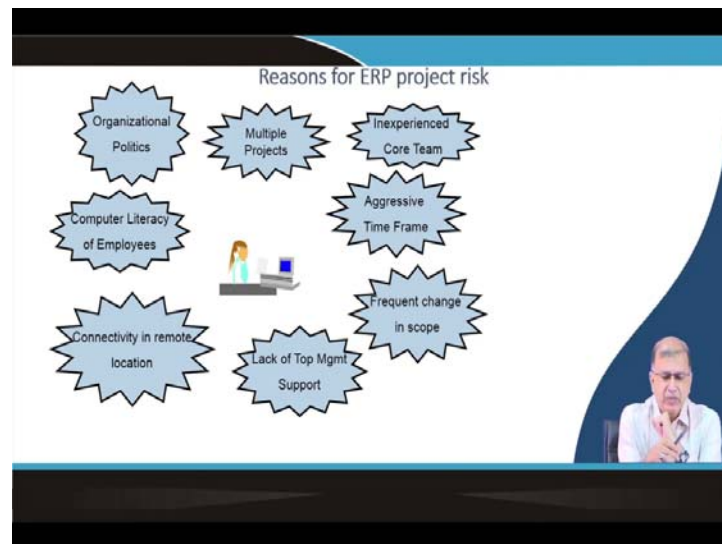 Reasons for ERP project risk
Organizational
Politics
Multiple
Projects
Inexperienced
Core Team
Computer Literacy
of Employees
Aggressive
Time Frame
Connectivity in remote
location
Lack of Top Mgmt
Support
Frequent change
in scope